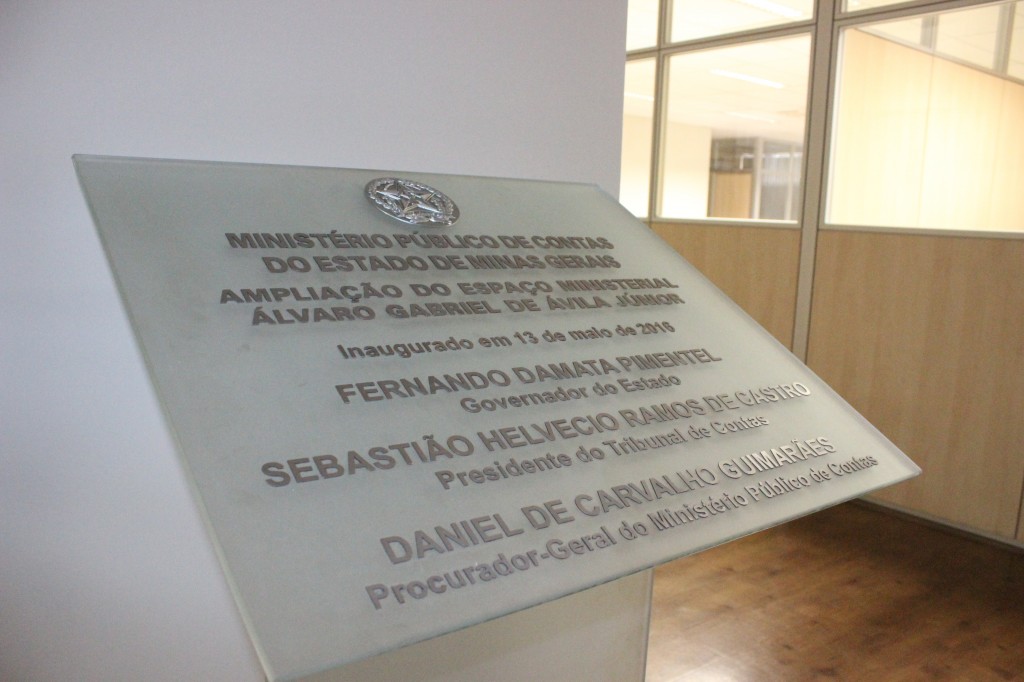 MINISTÉRIO PÚBLICO DE CONTAS
DO ESTADO DE MINAS GERAIS
AMPLIAÇÃO DO ESPAÇO MINISTERIAL
ÁLVARO GABRIEL DE ÁVILA JÚNIOR
Inaugurado em 13 de maio de 2016
FERNANDO DAMATA PIMENTEL
Governador do Estado
SEBASTIÃO HELVECIO RAMOS DE CASTRO
Presidente do Tribunal de Contas
DANIEL DE CARVALHO GUIMARÃES
Procurador-Geral do Ministério Público de Contas